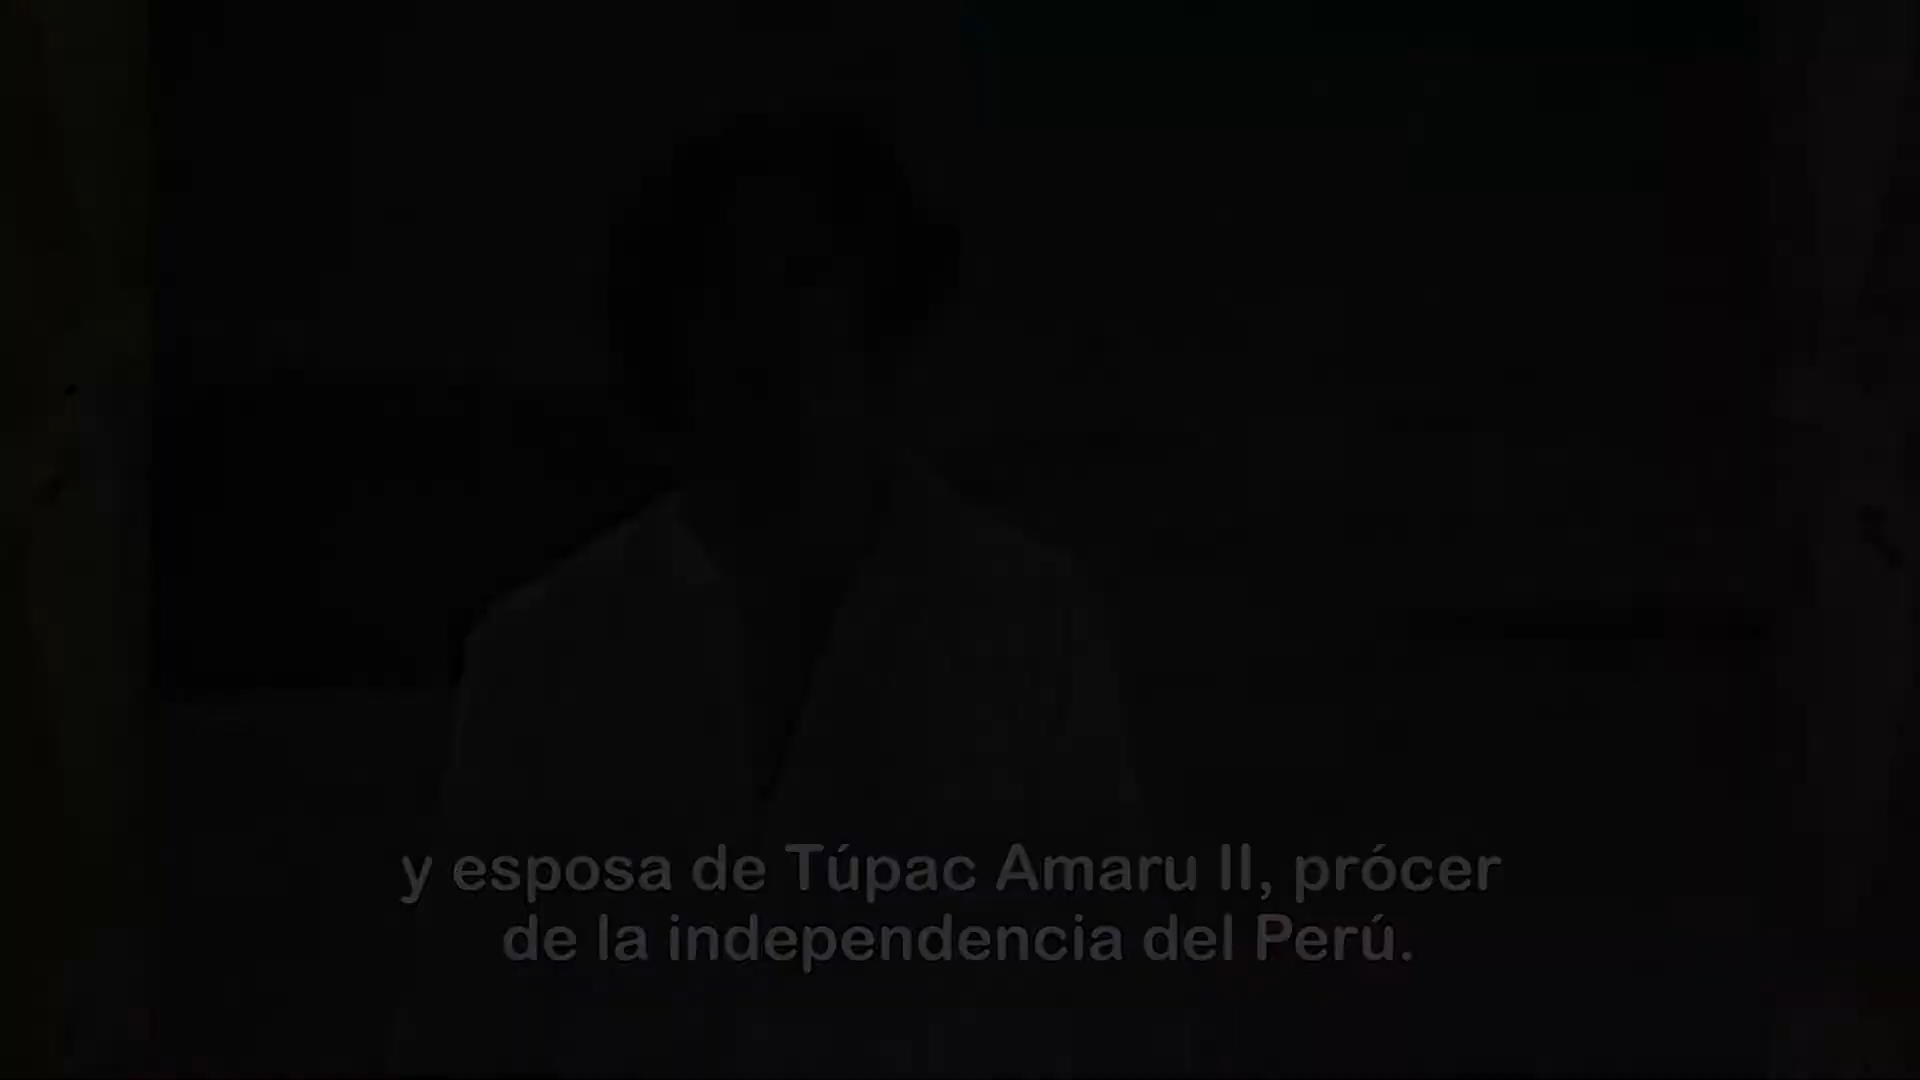 y esposa de Túpac Amaru II, prócer
de la independencia del Perú.